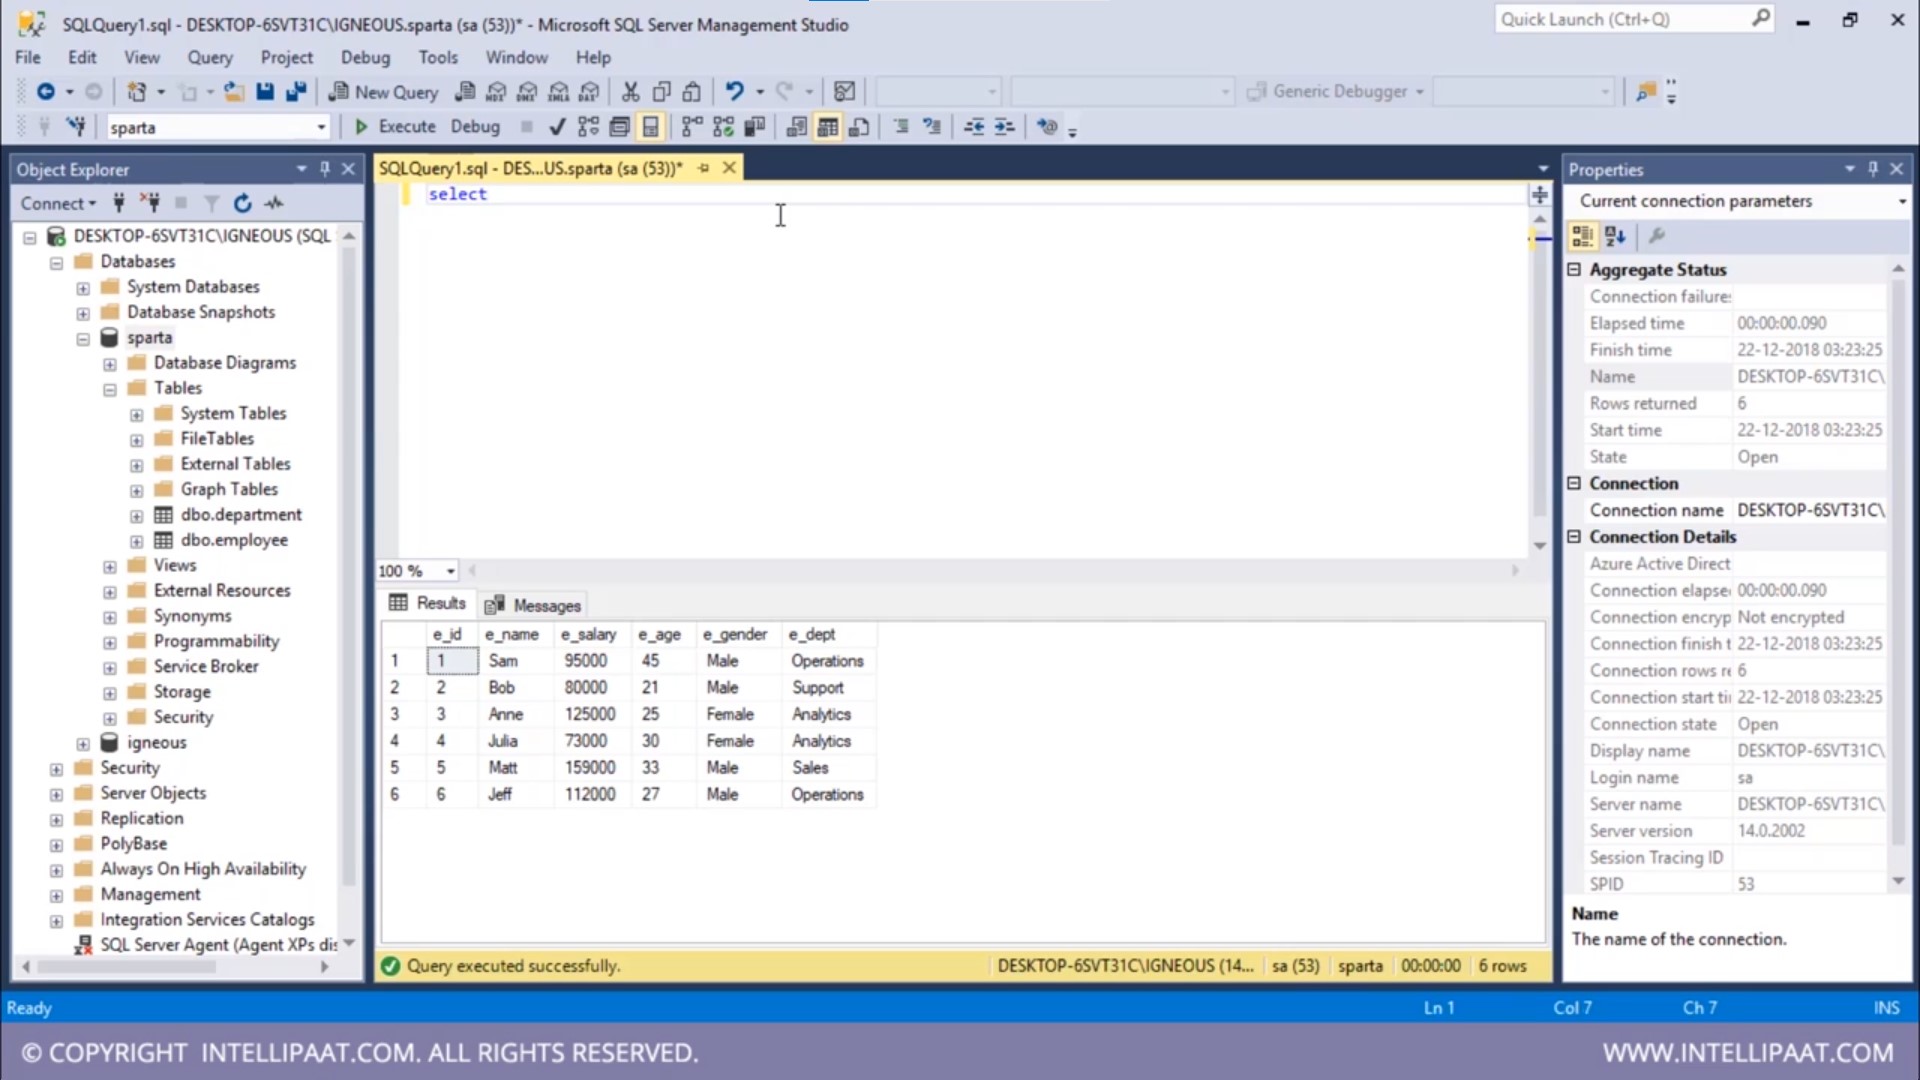 SQLQuery1.sql - DESKTOP-6SVT31C\IGNEOUS.sparta (sa (53))* - Microsoft SQL Server Management Studio
Quick Launch (Ctrl+Q)
File Edit View Query Project Debug Tools Window Help
New Query MDX DMX XMLA DAX Generic Debugger
sparta Execute Debug
Object Explorer
Connect
DESKTOP-6SVT31C\IGNEOUS (SQL
Databases
System Databases
Database Snapshots
sparta
Database Diagrams
Tables
System Tables
FileTables
External Tables
Graph Tables
dbo.department
dbo.employee
Views
External Resources
Synonyms
Programmability
Service Broker
Storage
Security
igneous
Security
Server Objects
Replication
PolyBase
Always On High Availability
Management
Integration Services Catalogs
SQL Server Agent (Agent XPs dis
SQLQuery1.sql - DES...US.sparta (sa (53))*
select
100 %
Results Messages
e_id e_name e_salary e_age e_gender e_dept
1 1 Sam 95000 45 Male Operations
2 2 Bob 80000 21 Male Support
3 3 Anne 125000 25 Female Analytics
4 4 Julia 73000 30 Female Analytics
5 5 Matt 159000 33 Male Sales
6 6 Jeff 112000 27 Male Operations
Query executed successfully. DESKTOP-6SVT31C\IGNEOUS (14... sa (53) sparta 00:00:00 6 rows
Properties
Current connection parameters
Aggregate Status
Connection failures
Elapsed time 00:00:00.090
Finish time 22-12-2018 03:23:25
Name DESKTOP-6SVT31C\
Rows returned 6
Start time 22-12-2018 03:23:25
State Open
Connection
Connection name DESKTOP-6SVT31C\
Connection Details
Azure Active Direct
Connection elapse 00:00:00.090
Connection encryp Not encrypted
Connection finish t 22-12-2018 03:23:25
Connection rows re 6
Connection start ti 22-12-2018 03:23:25
Connection state Open
Display name DESKTOP-6SVT31C\
Login name sa
Server name DESKTOP-6SVT31C\
Server version 14.0.2002
Session Tracing ID
SPID 53
Name
The name of the connection.
Ready Ln 1 Col 7 Ch 7 INS
© COPYRIGHT INTELLIPAAT.COM. ALL RIGHTS RESERVED. WWW.INTELLIPAAT.COM